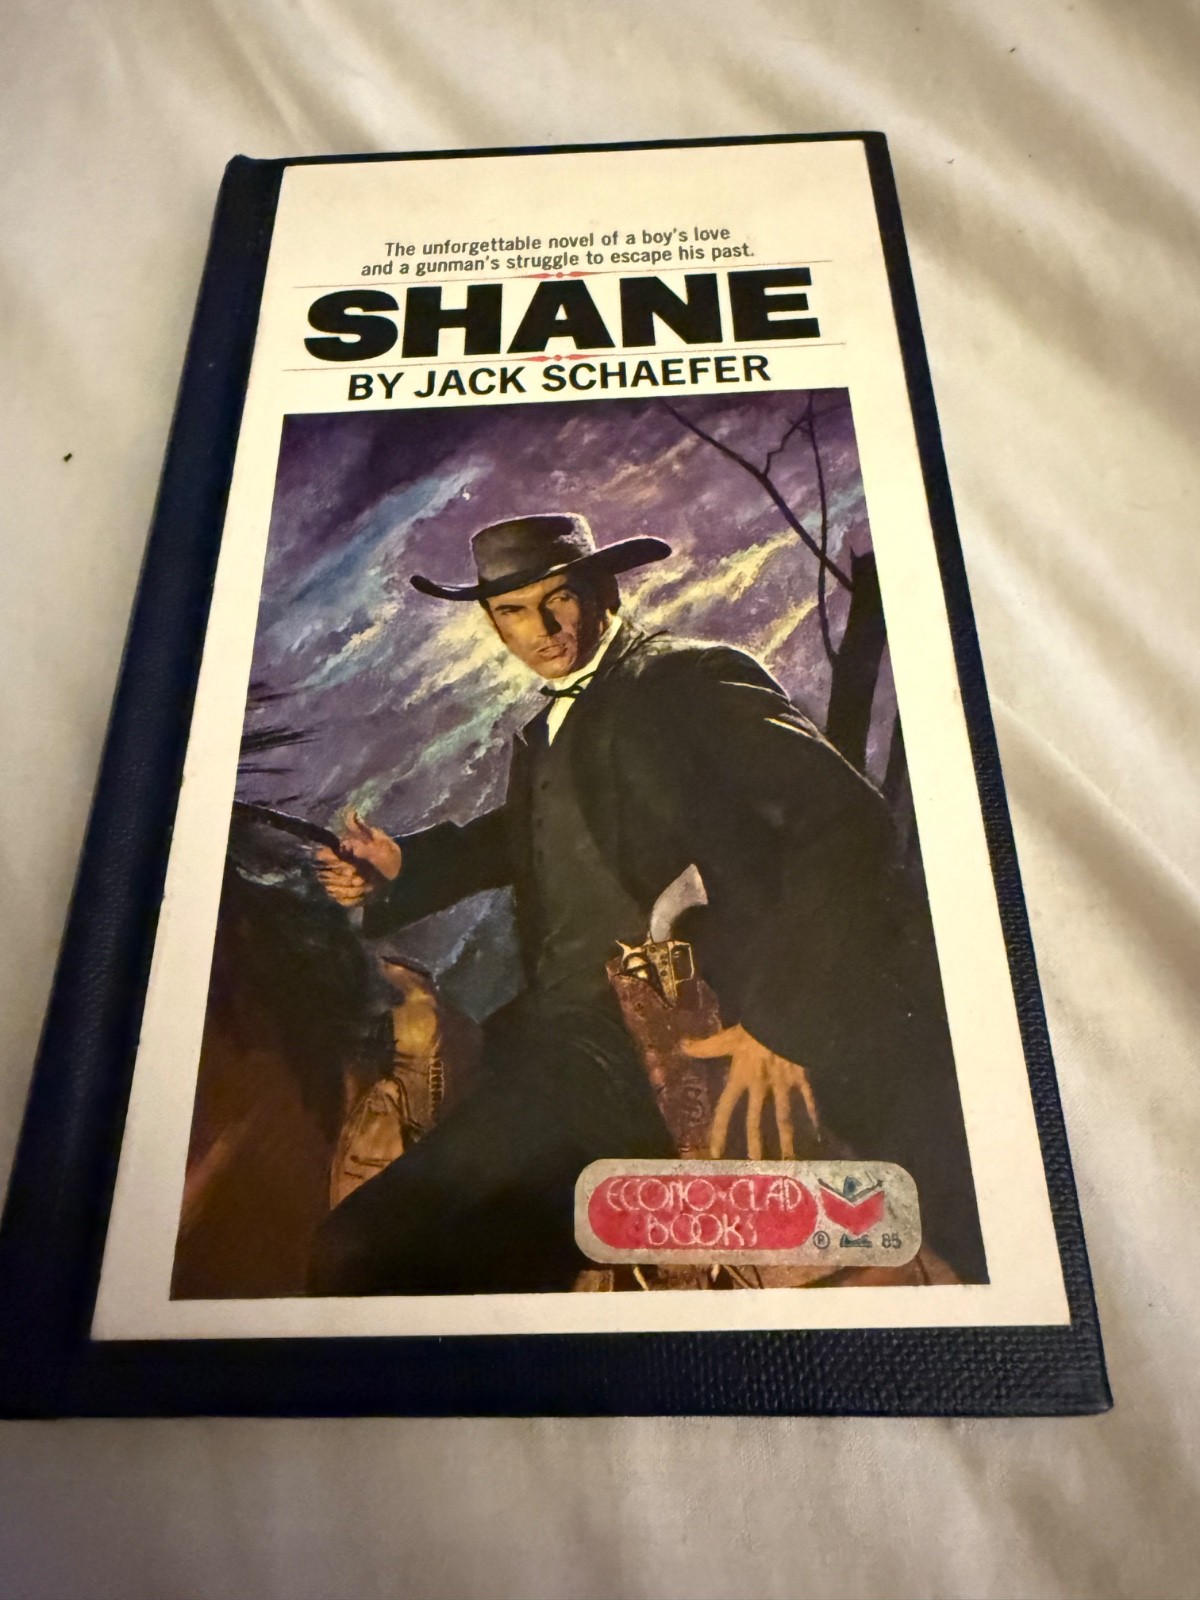 The unforgettable novel of a boy's love
and a gunman's struggle to escape his past.
SHANE
BY JACK SCHAEFER
ECONO-CLAD
BOOKS
® 85